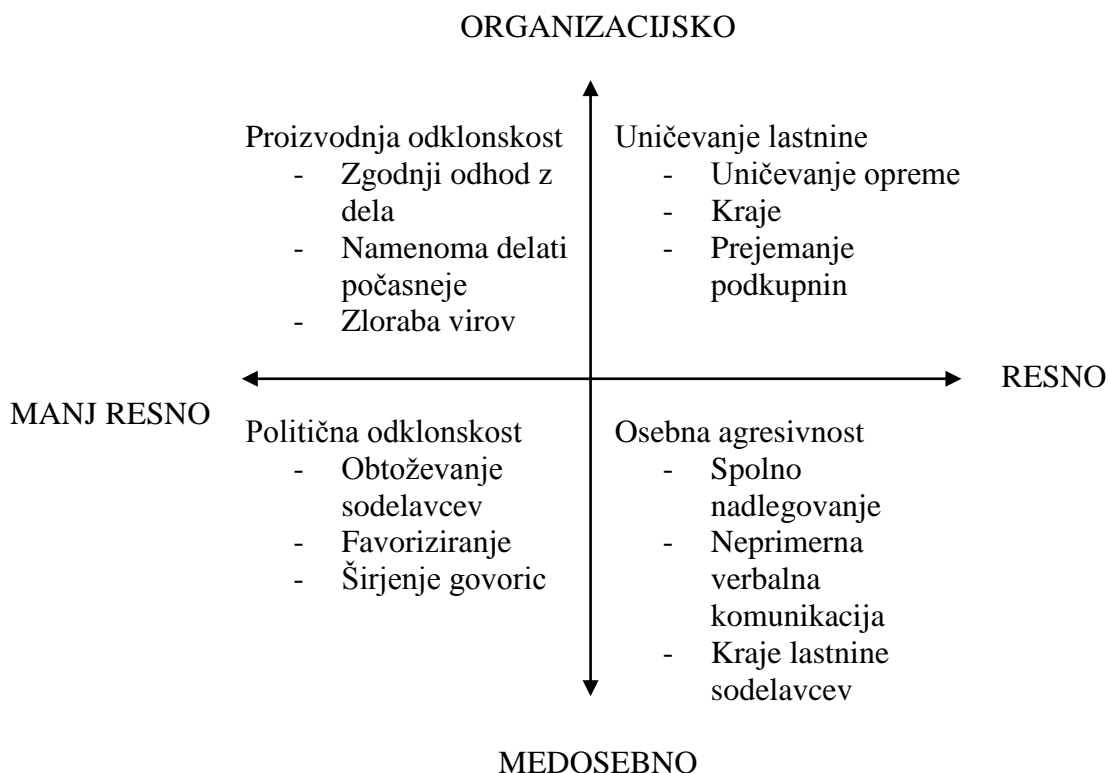 ORGANIZACIJSKO
Proizvodnja odklonskost
- Zgodnji odhod z
dela
- Namenoma delati
počasneje
- Zloraba virov
Uničevanje lastnine
- Uničevanje opreme
- Kraje
- Prejemanje
podkupnin
MANJ RESNO
RESNO
Politična odklonskost
- Obtoževanje
sodelavcev
- Favoriziranje
- Širjenje govoric
Osebna agresivnost
- Spolno
nadlegovanje
- Neprimerna
verbalna
komunikacija
- Kraje lastnine
sodelavcev
MEDOSEBNO